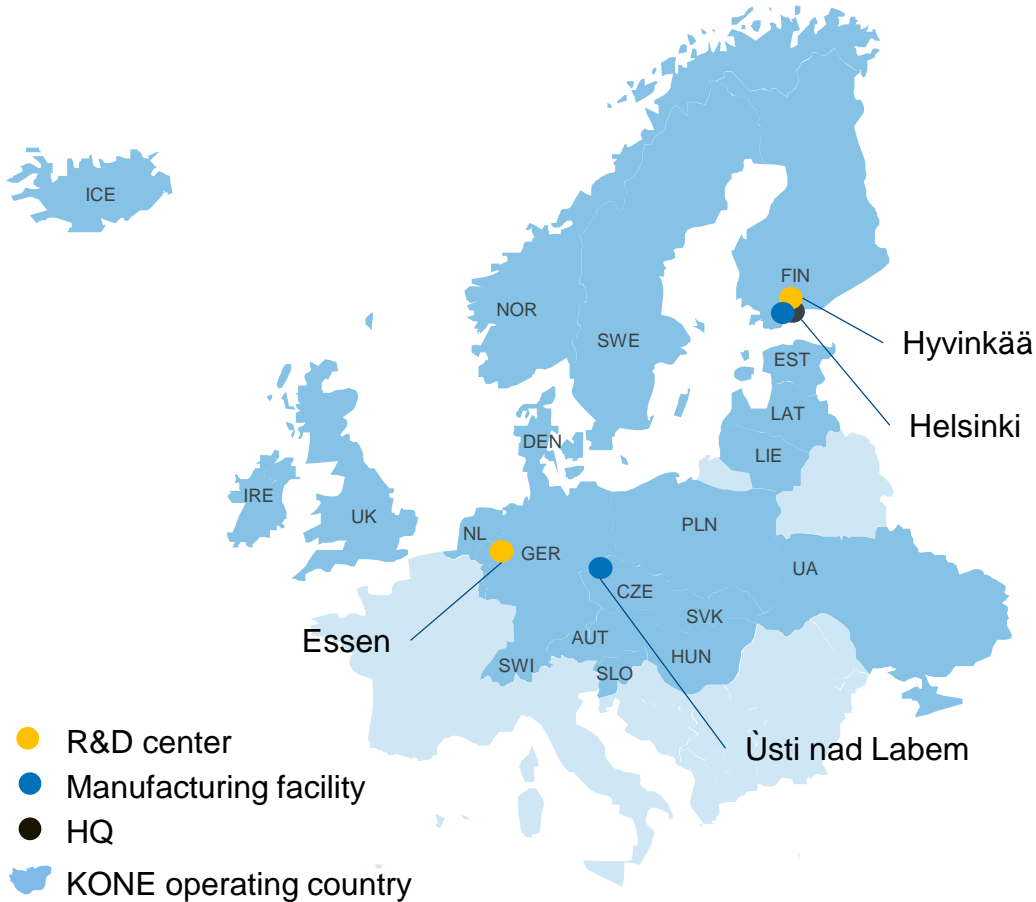 ICE
FIN
NOR
SWE
Hyvinkää
EST
LAT
Helsinki
DEN
LIE
IRE
UK
NL
PLN
GER
UA
CZE
SVK
Essen
AUT
HUN
SWI
SLO
R&D center
Ùsti nad Labem
Manufacturing facility
HQ
KONE operating country